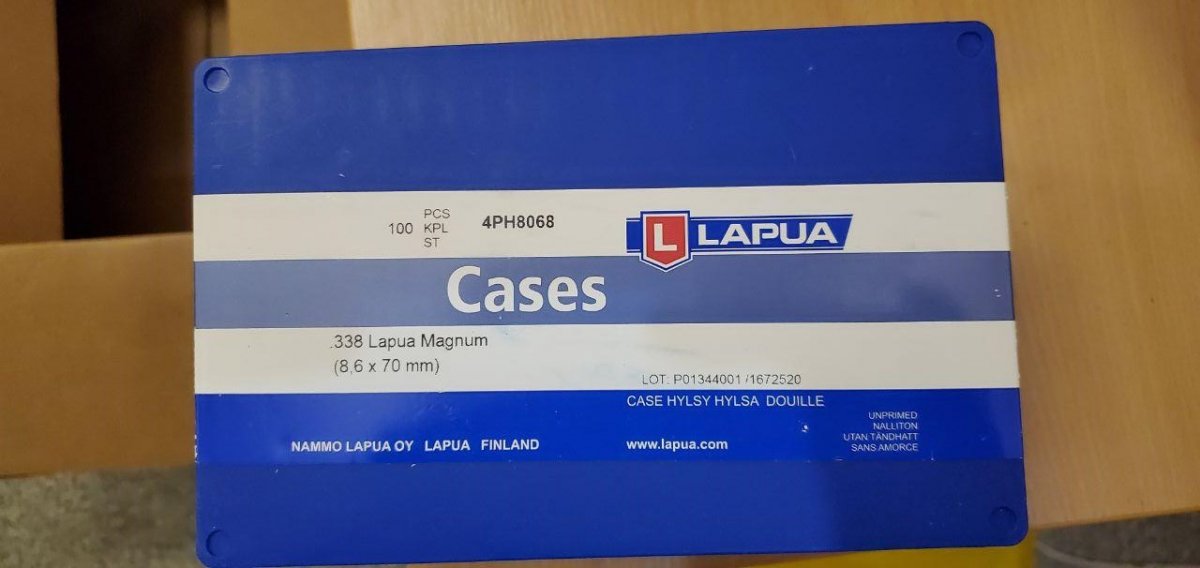 100 PCS KPL ST 4PH8068
L LAPUA
Cases
.338 Lapua Magnum
(8,6 x 70 mm)
LOT: P01344001 /1672520
CASE HYLSY HYLSA DOUILLE
UNPRIMED
NALLITON
UTAN TÄNDHATT
SANS AMORCE
NAMMO LAPUA OY LAPUA FINLAND
www.lapua.com